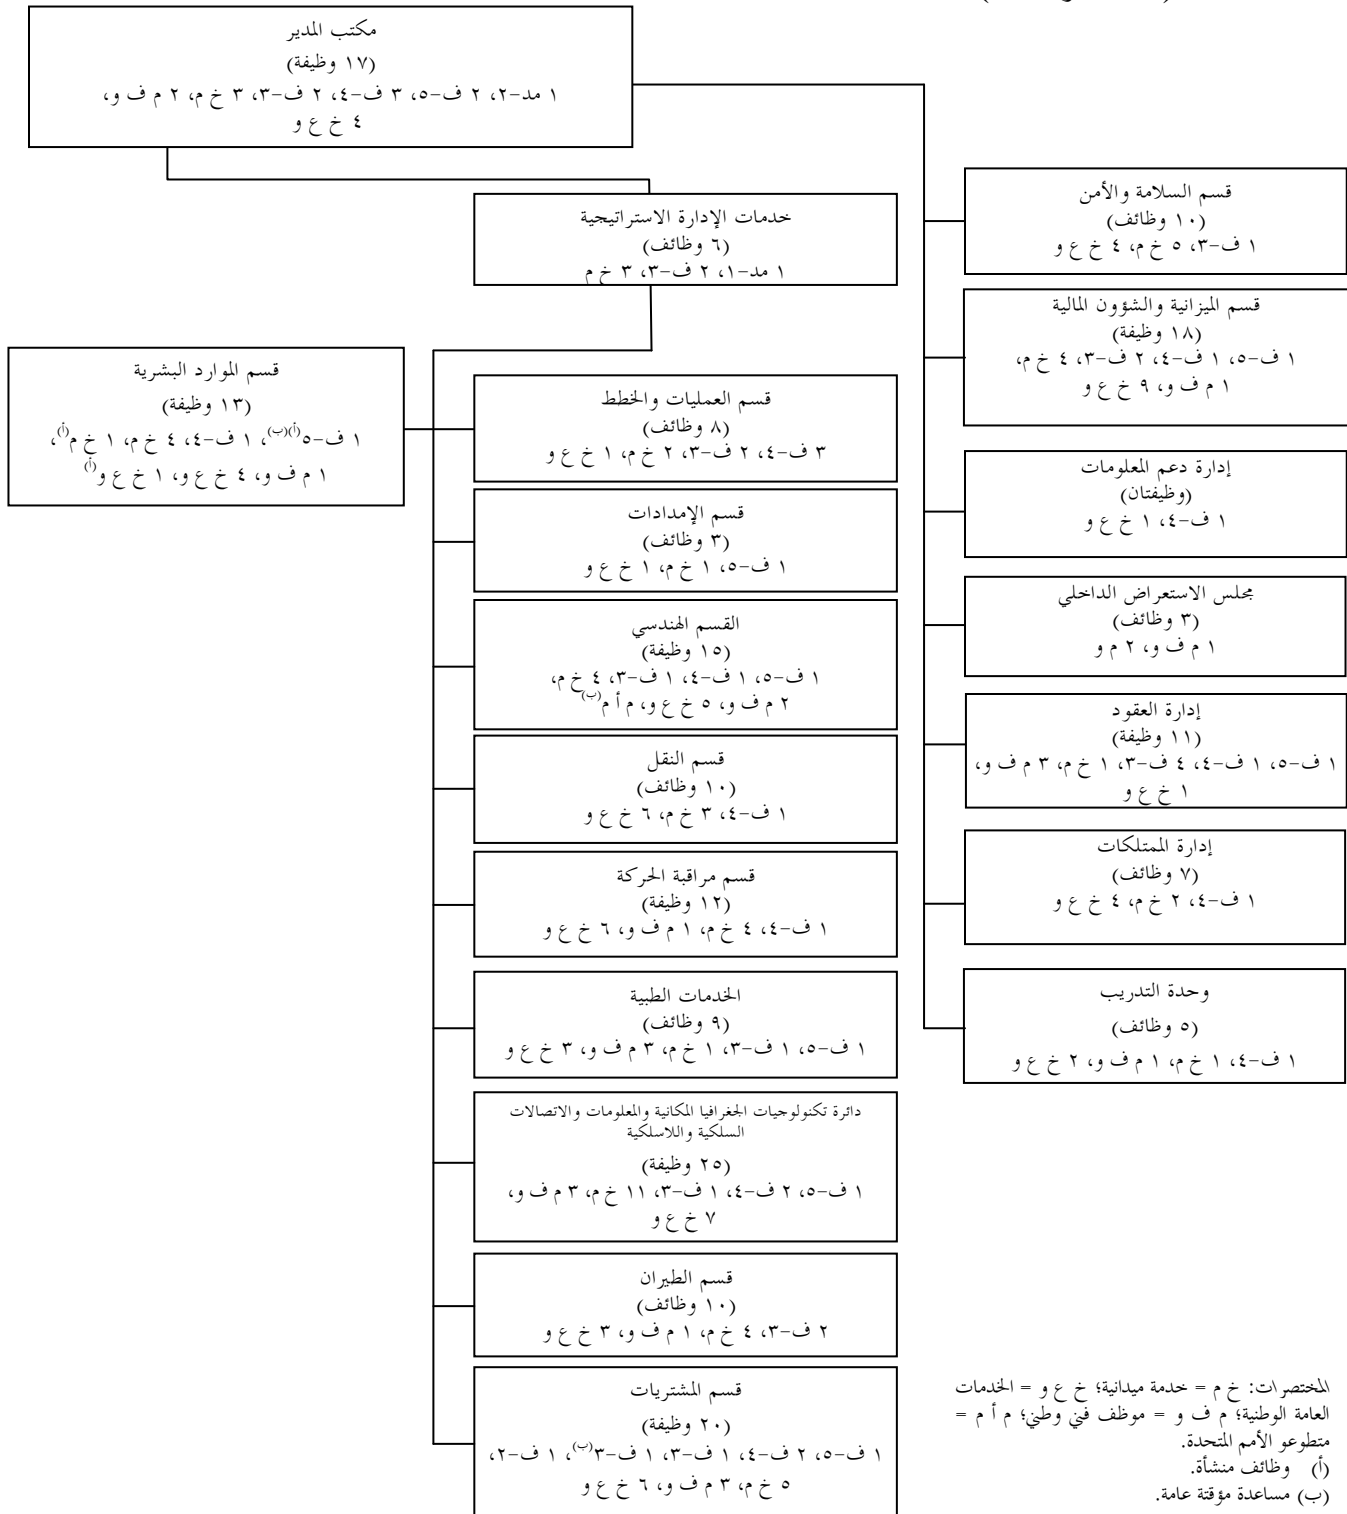 مكتب المدير
(١٧ وظيفة)
١ مد-٢، ٢ ف-٥، ٣ ف-٤، ٢ ف-٣، ٣ خ م، ٢ م ف و،
٤ خ ع و
خدمات الإدارة الاستراتيجية
(٦ وظائف)
١ مد-١، ٢ ف-٣، ٣ خ م
قسم السلامة والأمن
(١٠ وظائف)
١ ف-٣، ٥ خ م، ٤ خ ع و
قسم الميزانية والشؤون المالية
(١٨ وظيفة)
١ ف-٥، ١ ف-٤، ٢ ف-٣، ٤ خ م،
١ م ف و، ٩ خ ع و
إدارة دعم المعلومات
(وظيفتان)
١ ف-٤، ١ خ ع و
مجلس الاستعراض الداخلي
(٣ وظائف)
١ م ف و، ٢ م و
إدارة العقود
(١١ وظيفة)
١ ف-٥، ١ ف-٤، ٤ ف-٣، ١ خ م، ٣ م ف و،
١ خ ع و
إدارة الممتلكات
(٧ وظائف)
١ ف-٤، ٢ خ م، ٤ خ ع و
وحدة التدريب
(٥ وظائف)
١ ف-٤، ١ خ م، ١ م ف و، ٢ خ ع و
قسم الموارد البشرية
(١٣ وظيفة)
١ ف-٥(أ)(ب)، ١ ف-٤، ٤ خ م، ١ خ م(أ)،
١ م ف و، ٤ خ ع و، ١ خ ع و(أ)
قسم العمليات والخطط
(٨ وظائف)
٣ ف-٤، ٢ ف-٣، ٢ خ م، ١ خ ع و
قسم الإمدادات
(٣ وظائف)
١ ف-٥، ١ خ م، ١ خ ع و
القسم الهندسي
(١٥ وظيفة)
١ ف-٥، ١ ف-٤، ١ ف-٣، ٤ خ م،
٢ م ف و، ٥ خ ع و، م أ م(ب)
قسم النقل
(١٠ وظائف)
١ ف-٤، ٣ خ م، ٦ خ ع و
قسم مراقبة الحركة
(١٢ وظيفة)
١ ف-٤، ٤ خ م، ١ م ف و، ٦ خ ع و
الخدمات الطبية
(٩ وظائف)
١ ف-٥، ١ ف-٣، ١ خ م، ٣ م ف و، ٣ خ ع و
دائرة تكنولوجيات الجغرافيا المكانية والمعلومات والاتصالات
السلكية واللاسلكية
(٢٥ وظيفة)
١ ف-٥، ٢ ف-٤، ١ ف-٣، ١١ خ م، ٣ م ف و،
٧ خ ع و
قسم الطيران
(١٠ وظائف)
٢ ف-٣، ٤ خ م، ١ م ف و، ٣ خ ع و
قسم المشتريات
(٢٠ وظيفة)
١ ف-٥، ٢ ف-٤، ١ ف-٣، ١ ف-٣(ب)، ١ ف-٢،
٥ خ م، ٣ م ف و، ٦ خ ع و
المختصرات: خ م = خدمة ميدانية؛ خ ع و = الخدمات
العامة الوطنية؛ م ف و = موظف فني وطني؛ م أ م =
متطوعو الأمم المتحدة.
(أ) وظائف منشأة.
(ب) مساعدة مؤقتة عامة.